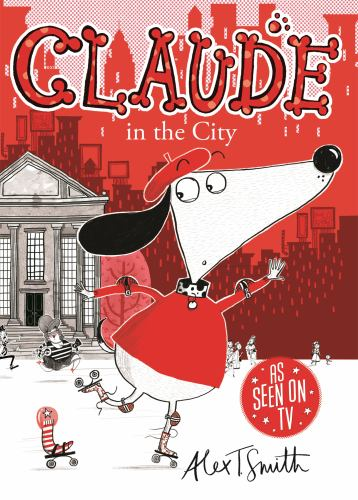 CLAUDE
in the City
AS
SEEN ON
TV
Alex T. Smith